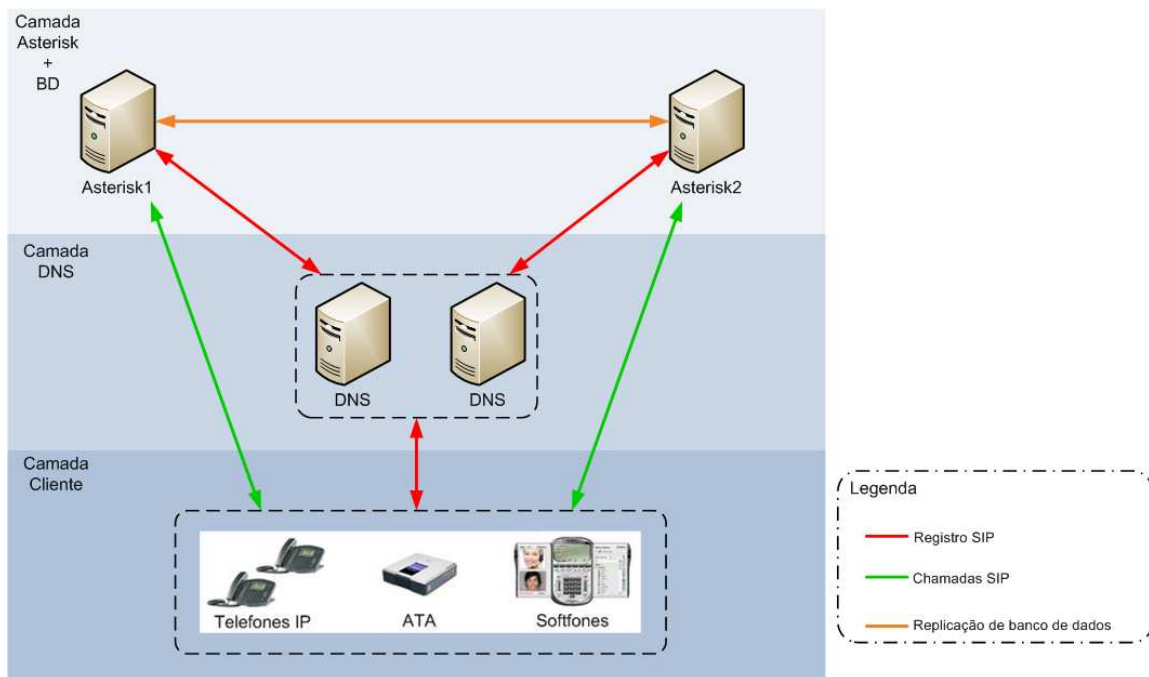 Camada
Asterisk
+
BD
Asterisk1
Asterisk2
Camada
DNS
DNS
DNS
Camada
Cliente
Telefones IP
ATA
Softfones
Legenda
Registro SIP
Chamadas SIP
Replicação de banco de dados